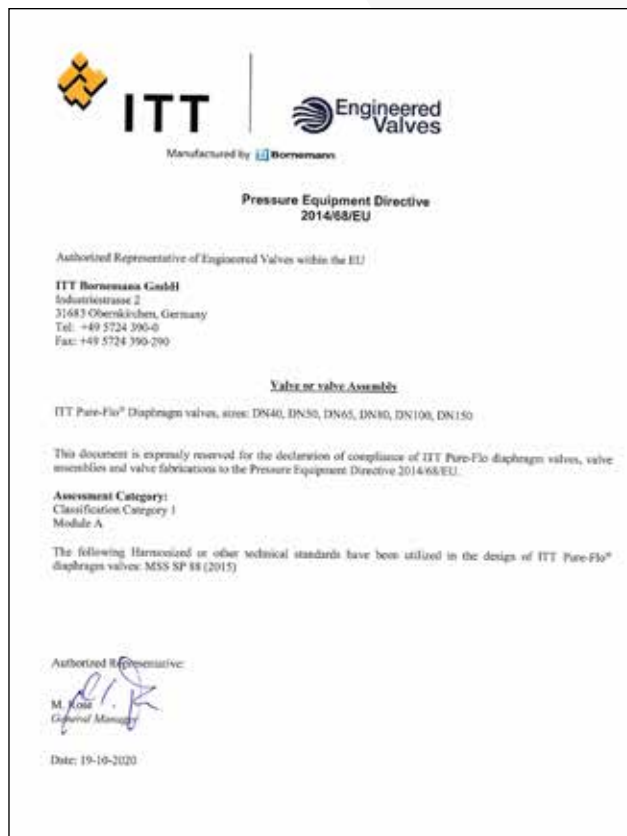 ITT
Engineered
Valves
Manufactured by Bornemann
Pressure Equipment Directive
2014/68/EU
Authorized Representative of Engineered Valves within the EU
ITT Bornemann GmbH
Industriestrasse 2
31683 Obernkirchen, Germany
Tel: +49 5724 390-0
Fax: +49 5724 390-290
Valve or valve Assembly
ITT Pure-Flo® Diaphragm valves, sizes: DN40, DN50, DN65, DN80, DN100, DN150
This document is expressly reserved for the declaration of compliance of ITT Pure-Flo diaphragm valves, valve
assemblies and valve fabrications to the Pressure Equipment Directive 2014/68/EU.
Assessment Category:
Classification Category 1
Module A
The following Harmonized or other technical standards have been utilized in the design of ITT Pure-Flo®
diaphragm valves: MSS SP 88 (2015)
Authorized Representative:
M.
General Manager
Date: 19-10-2020